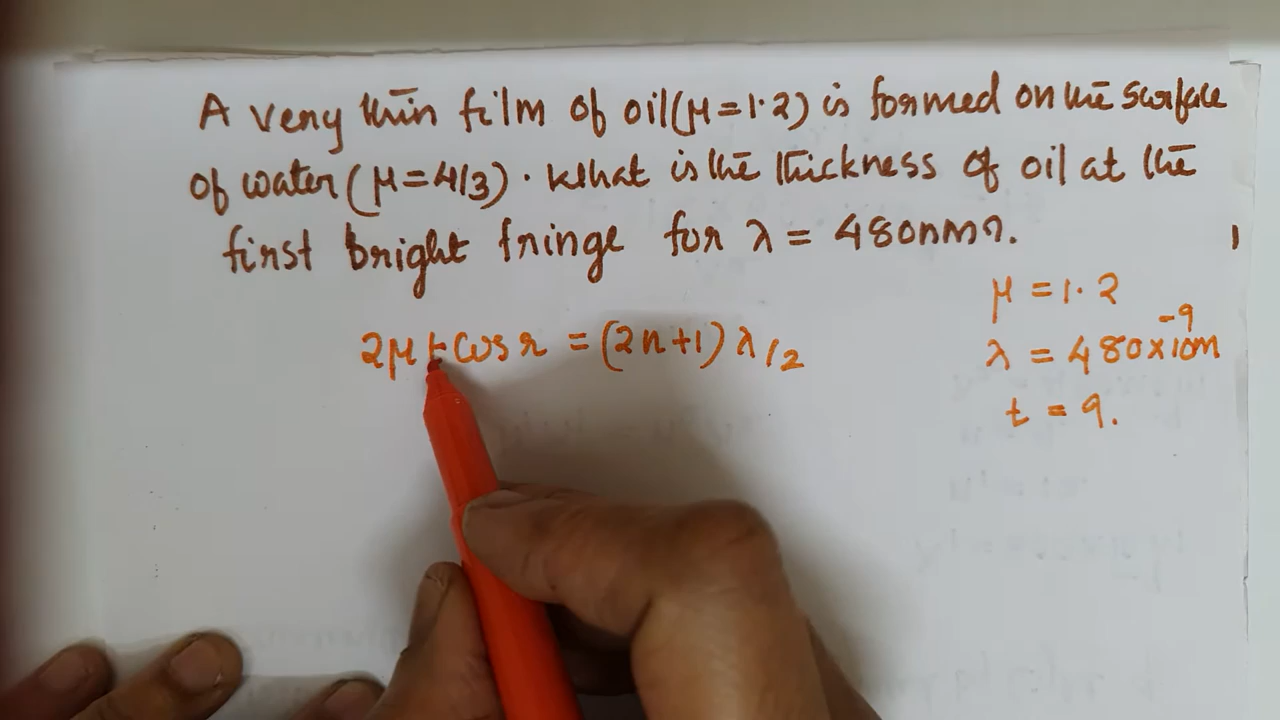 A very thin film of oil (μ=1.2) is formed on the surface
of water (μ=4/3). What is the thickness of oil at the
first bright fringe for λ = 480nm?.
μ = 1.2
2μt cos r = (2n+1) λ/2
λ = 480×10⁻⁹m
t = ?.